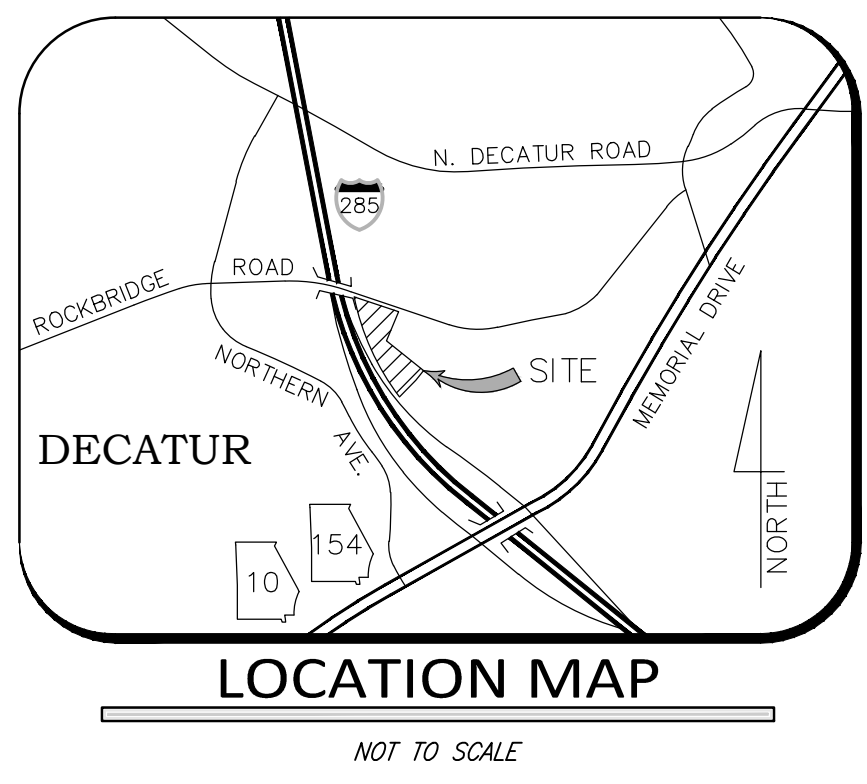 N. DECATUR ROAD
285
ROCKBRIDGE ROAD
NORTHERN AVE.
SITE
MEMORIAL DRIVE
DECATUR
154
10
NORTH
LOCATION MAP
NOT TO SCALE